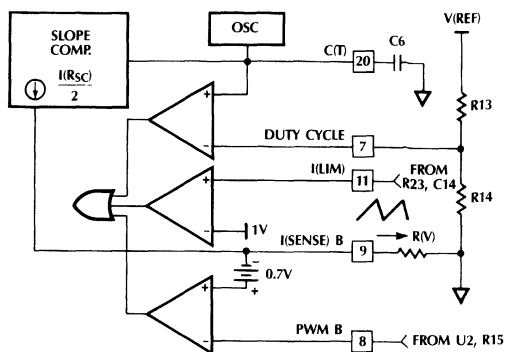 SLOPE
COMP.
I(RSC)
2
OSC
V(REF)
C(T) 20 C6
R13
+
-
DUTY CYCLE 7
+
I(LIM) 11 FROM
R23, C14
R14
-
1V
I(SENSE) B 9 R(V)
-
0.7V
+
+
-
PWM B 8 FROM U2, R15